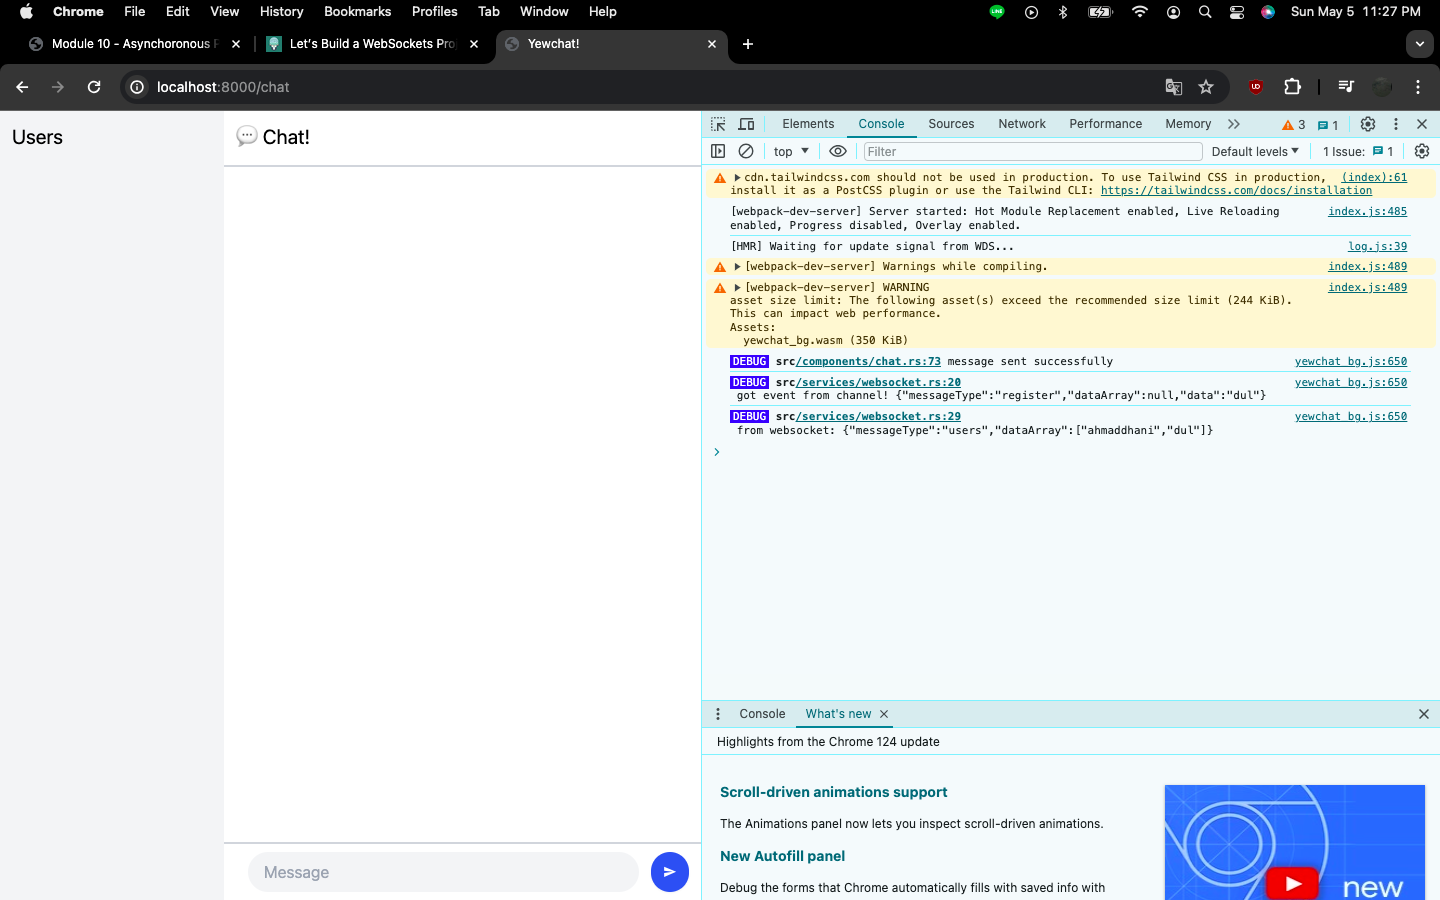 Chrome File Edit View History Bookmarks Profiles Tab Window Help Sun May 5 11:27 PM
Module 10 - Asynchoronous Let's Build a WebSockets Pro Yewchat!
localhost:8000/chat
Users
💬 Chat!
Message
Elements Console Sources Network Performance Memory 3 1
top Filter Default levels 1 Issue: 1
cdn.tailwindcss.com should not be used in production. To use Tailwind CSS in production, (index):61
install it as a PostCSS plugin or use the Tailwind CLI: https://tailwindcss.com/docs/installation
[webpack-dev-server] Server started: Hot Module Replacement enabled, Live Reloading index.js:485
enabled, Progress disabled, Overlay enabled.
[HMR] Waiting for update signal from WDS... log.js:39
[webpack-dev-server] Warnings while compiling. index.js:489
[webpack-dev-server] WARNING index.js:489
asset size limit: The following asset(s) exceed the recommended size limit (244 KiB).
This can impact web performance.
Assets:
yewchat_bg.wasm (350 KiB)
DEBUG src/components/chat.rs:73 message sent successfully yewchat_bg.js:650
DEBUG src/services/websocket.rs:20 yewchat_bg.js:650
got event from channel! {"messageType":"register","dataArray":null,"data":"dul"}
DEBUG src/services/websocket.rs:29 yewchat_bg.js:650
from websocket: {"messageType":"users","dataArray":["ahmaddhani","dul"]}
Console What's new
Highlights from the Chrome 124 update
Scroll-driven animations support
The Animations panel now lets you inspect scroll-driven animations.
New Autofill panel
Debug the forms that Chrome automatically fills with saved info with
new